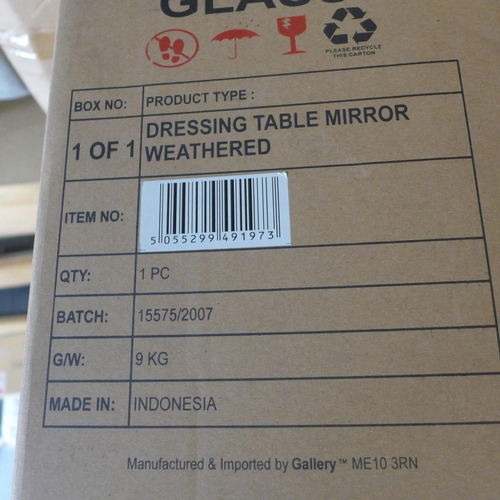 GLASS
PLEASE RECYCLE
THIS CARTON
BOX NO: PRODUCT TYPE :
1 OF 1 DRESSING TABLE MIRROR
WEATHERED
ITEM NO:
5 055299 491973
QTY: 1 PC
BATCH: 15575/2007
G/W: 9 KG
MADE IN: INDONESIA
Manufactured & Imported by Gallery™ ME10 3RN